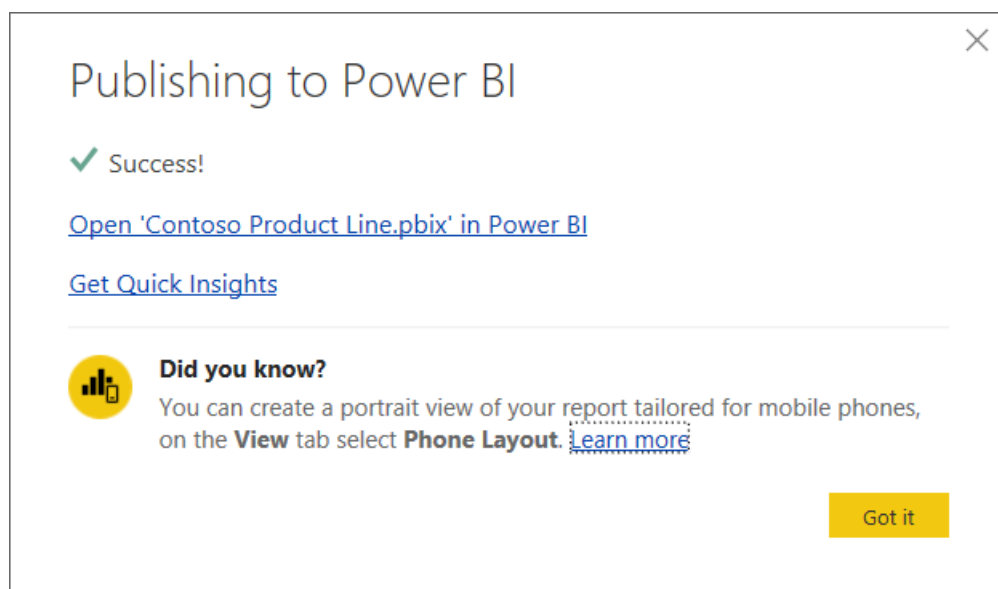 Publishing to Power BI
Success!
Open 'Contoso Product Line.pbix' in Power BI
Get Quick Insights
Did you know?
You can create a portrait view of your report tailored for mobile phones,
on the View tab select Phone Layout. Learn more
Got it